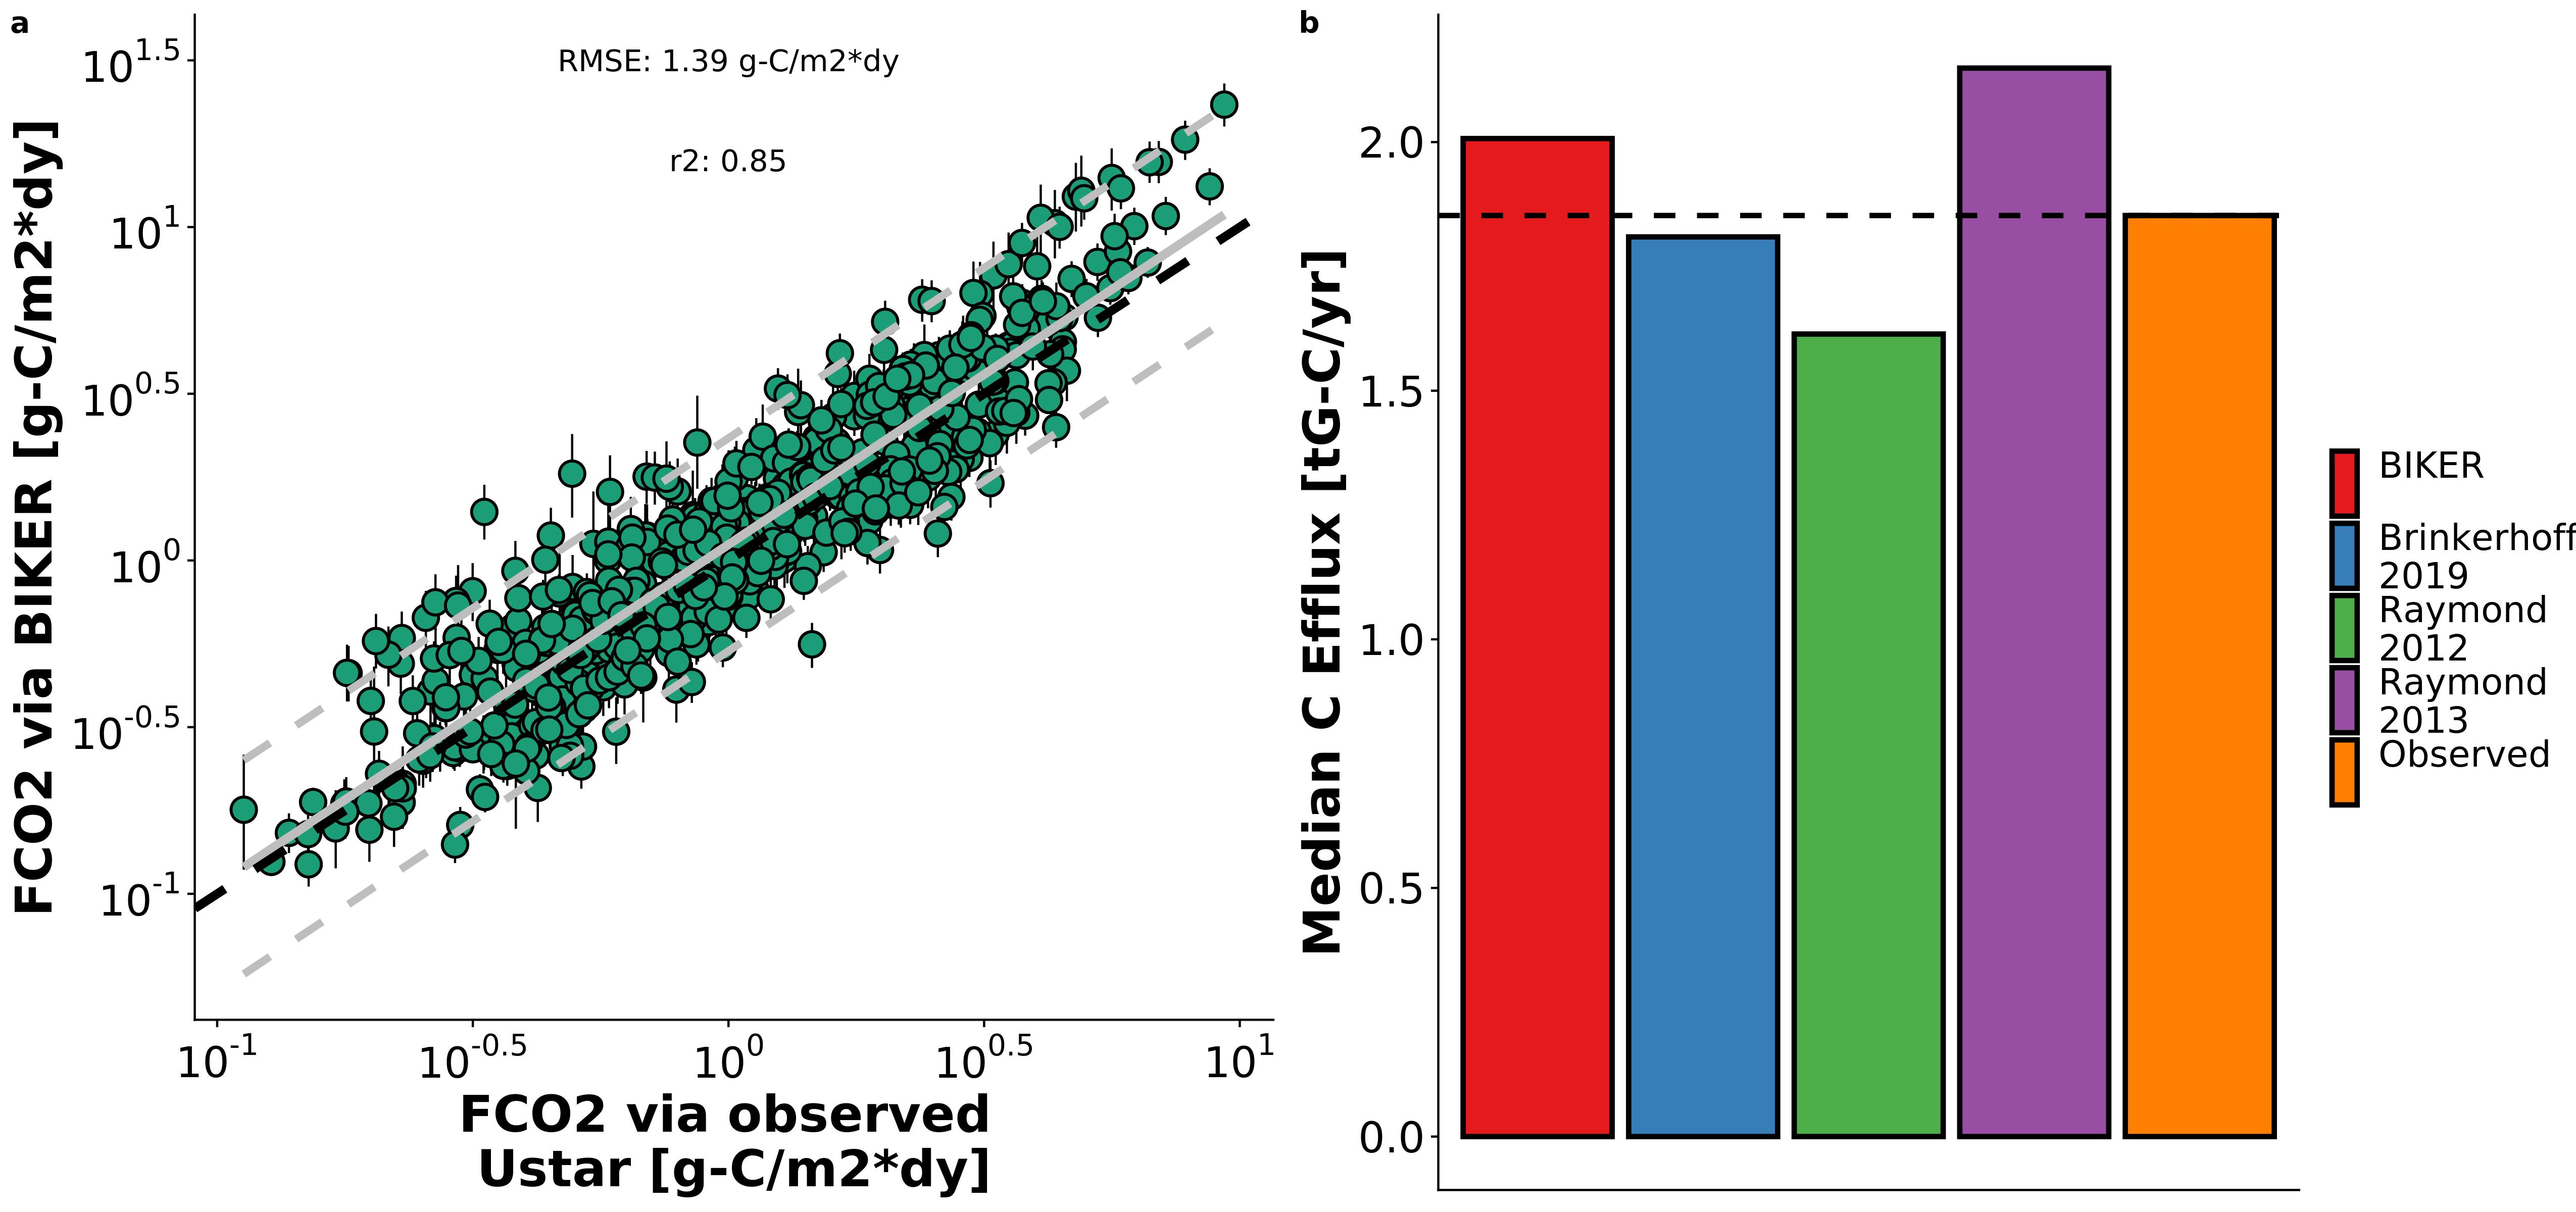 a
FCO2 via BIKER [g-C/m2*dy]
10^1.5
10^1
10^0.5
10^0
10^-0.5
10^-1
RMSE: 1.39 g-C/m2*dy
r2: 0.85
10^-1
10^-0.5
10^0
10^0.5
10^1
FCO2 via observed
Ustar [g-C/m2*dy]
b
Median C Efflux [tG-C/yr]
2.0
1.5
1.0
0.5
0.0
BIKER
Brinkerhoff
2019
Raymond
2012
Raymond
2013
Observed